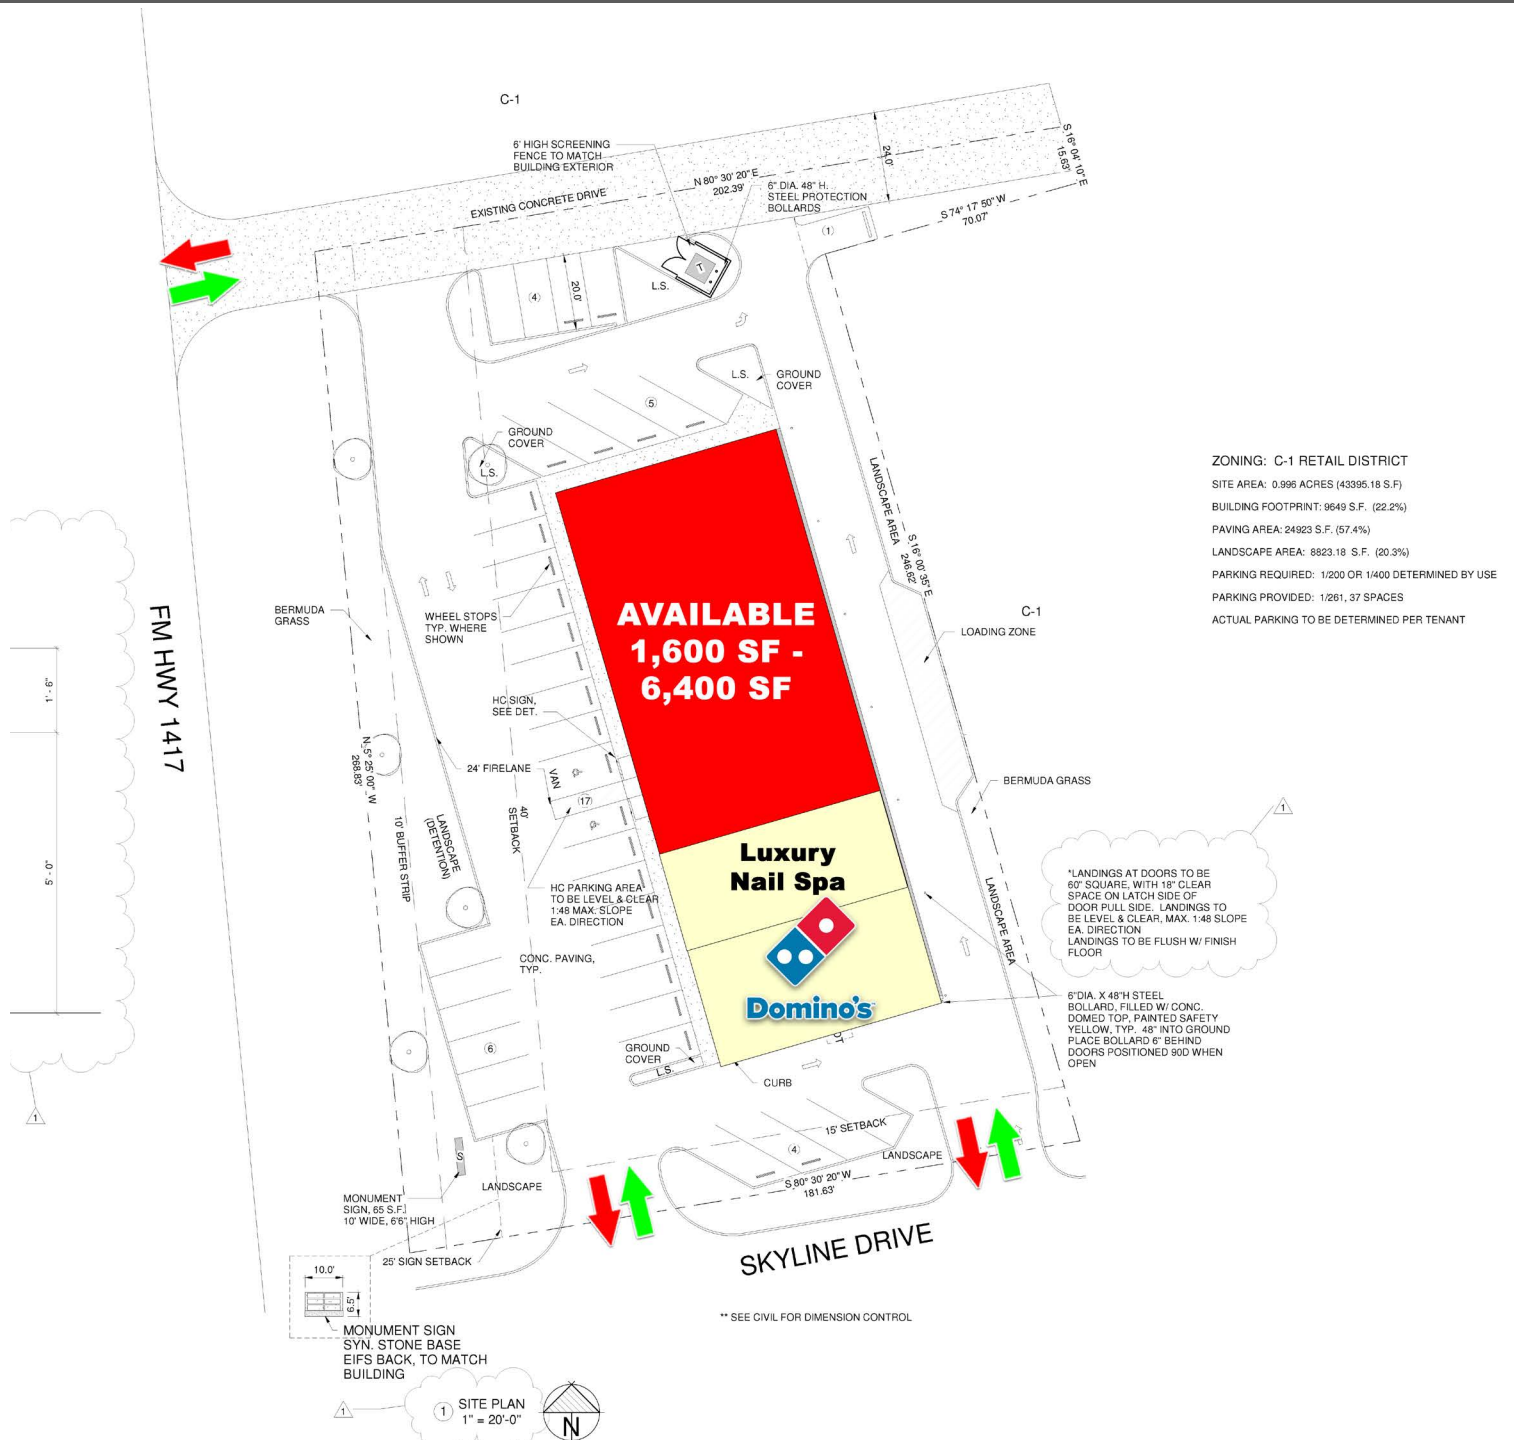 C-1
6' HIGH SCREENING
FENCE TO MATCH
BUILDING EXTERIOR
EXISTING CONCRETE DRIVE
N 80° 30' 20" E
202.39'
6" DIA. 48" H.
STEEL PROTECTION
BOLLARDS
24.0'
S 16° 04' 10" E
15.63'
S 74° 17' 50" W
70.07'
(1)
(4)
20.0'
L.S.
L.S.
GROUND
COVER
(5)
GROUND
COVER
L.S.
LANDSCAPE AREA
S 16° 00' 35" E
246.62'
C-1
LOADING ZONE
ZONING: C-1 RETAIL DISTRICT
SITE AREA: 0.996 ACRES (43395.18 S.F)
BUILDING FOOTPRINT: 9649 S.F. (22.2%)
PAVING AREA: 24923 S.F. (57.4%)
LANDSCAPE AREA: 8823.18 S.F. (20.3%)
PARKING REQUIRED: 1/200 OR 1/400 DETERMINED BY USE
PARKING PROVIDED: 1/261, 37 SPACES
ACTUAL PARKING TO BE DETERMINED PER TENANT
BERMUDA
GRASS
WHEEL STOPS
TYP. WHERE
SHOWN
AVAILABLE
1,600 SF -
6,400 SF
FM HWY 1417
1'- 6"
5' - 0"
HC SIGN,
SEE DET.
24' FIRELANE
VAN
(17)
N 5° 25' 00" W
268.83'
10' BUFFER STRIP
LANDSCAPE
(DETENTION)
40'
SETBACK
BERMUDA GRASS
Luxury
Nail Spa
HC PARKING AREA
TO BE LEVEL & CLEAR
1:48 MAX. SLOPE
EA. DIRECTION
CONC. PAVING,
TYP.
Domino's
LANDSCAPE AREA
1
*LANDINGS AT DOORS TO BE
60" SQUARE, WITH 18" CLEAR
SPACE ON LATCH SIDE OF
DOOR PULL SIDE. LANDINGS TO
BE LEVEL & CLEAR, MAX. 1:48 SLOPE
EA. DIRECTION
LANDINGS TO BE FLUSH W/ FINISH
FLOOR
6"DIA. X 48"H STEEL
BOLLARD, FILLED W/ CONC.
DOMED TOP, PAINTED SAFETY
YELLOW, TYP. 48" INTO GROUND
PLACE BOLLARD 6" BEHIND
DOORS POSITIONED 90D WHEN
OPEN
(6)
GROUND
COVER
L.S.
CURB
1
15' SETBACK
(4)
LANDSCAPE
S 80° 30' 20" W
181.63'
S
LANDSCAPE
MONUMENT
SIGN, 65 S.F.
10' WIDE, 6'6" HIGH
25' SIGN SETBACK
SKYLINE DRIVE
10.0'
6.5'
** SEE CIVIL FOR DIMENSION CONTROL
MONUMENT SIGN
SYN. STONE BASE
EIFS BACK, TO MATCH
BUILDING
1
1
SITE PLAN
1" = 20'-0"
N